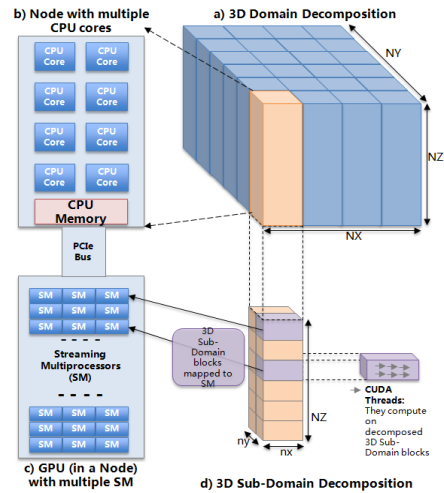 b) Node with multiple
CPU cores
a) 3D Domain Decomposition
CPU
Core
CPU
Core
CPU
Core
CPU
Core
CPU
Core
CPU
Core
CPU
Core
CPU
Core
CPU
Memory
NY
NZ
NX
PCIe
Bus
SM SM SM
SM SM SM
SM SM SM
Streaming
Multiprocessors
(SM)
SM SM SM
SM SM SM
SM SM SM
c) GPU (in a Node)
with multiple SM
3D
Sub-
Domain
blocks
mapped to
SM
NZ
ny
nx
CUDA
Threads:
They compute
on
decomposed
3D Sub-Domain
blocks
d) 3D Sub-Domain Decomposition